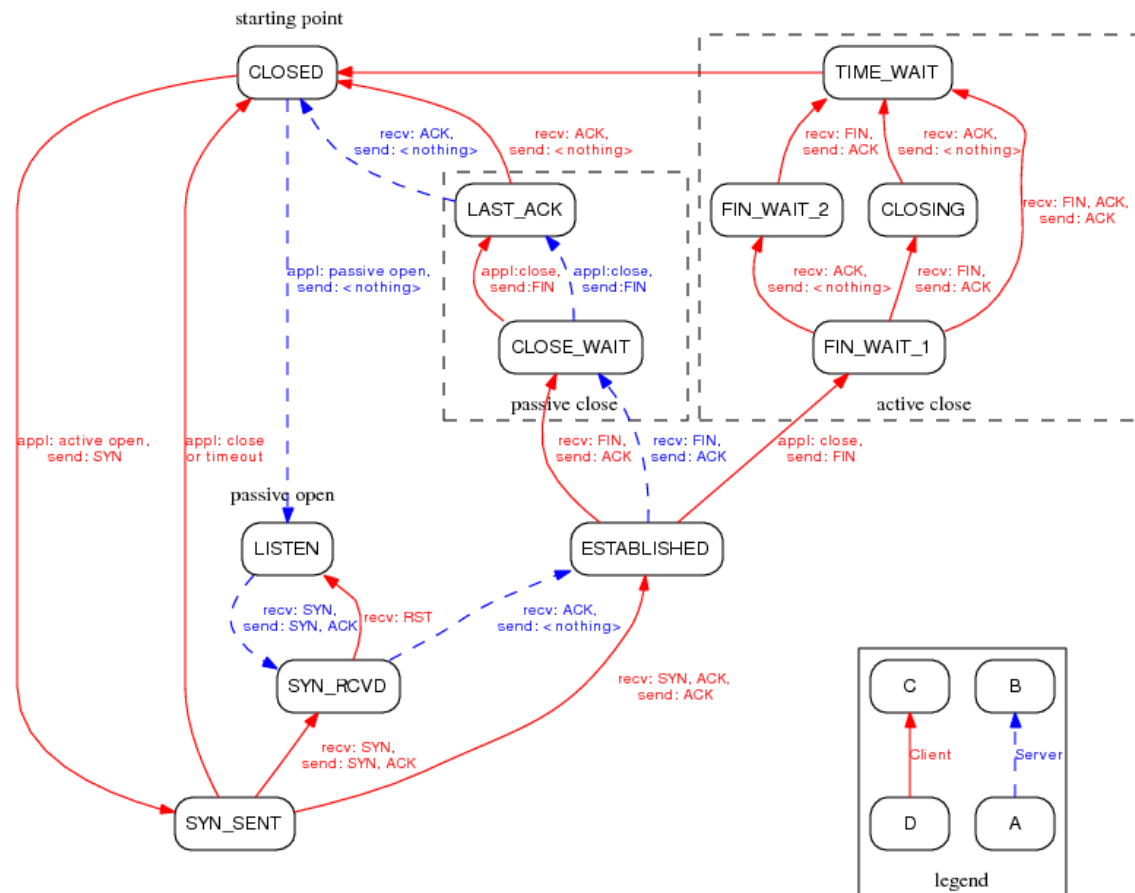 starting point
CLOSED
TIME_WAIT
recv: ACK,
send: <nothing>
recv: ACK,
send: <nothing>
recv: FIN,
send: ACK
recv: ACK,
send: <nothing>
LAST_ACK
FIN_WAIT_2
CLOSING
recv: FIN, ACK,
send: ACK
appl: passive open,
send: <nothing>
appl:close,
send:FIN
appl:close,
send:FIN
recv: ACK,
send: <nothing>
recv: FIN,
send: ACK
CLOSE_WAIT
FIN_WAIT_1
passive close
active close
appl: active open,
send: SYN
appl: close
or timeout
recv: FIN,
send: ACK
recv: FIN,
send: ACK
appl: close,
send: FIN
passive open
LISTEN
ESTABLISHED
recv: SYN,
send: SYN, ACK
recv: RST
recv: ACK,
send: <nothing>
SYN_RCVD
recv: SYN, ACK,
send: ACK
recv: SYN,
send: SYN, ACK
SYN_SENT
C
B
Client
Server
D
A
legend